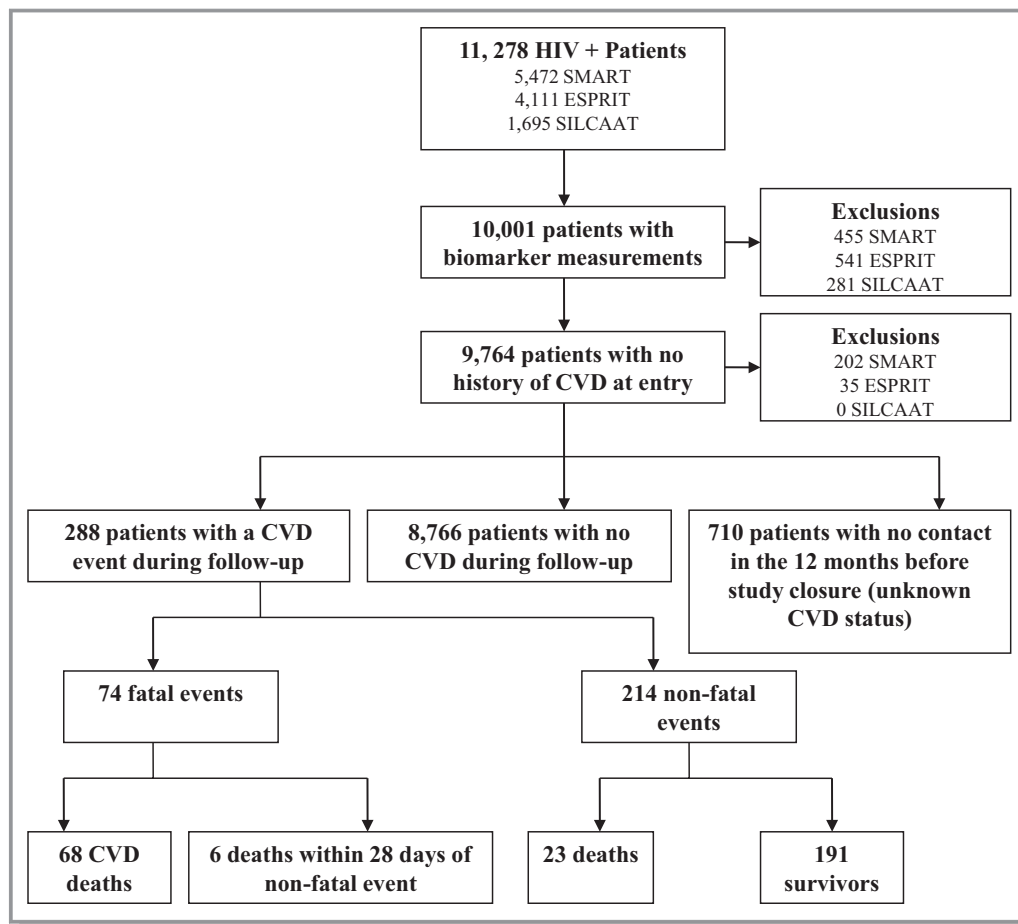 11, 278 HIV + Patients
5,472 SMART
4,111 ESPRIT
1,695 SILCAAT
10,001 patients with
biomarker measurements
Exclusions
455 SMART
541 ESPRIT
281 SILCAAT
9,764 patients with no
history of CVD at entry
Exclusions
202 SMART
35 ESPRIT
0 SILCAAT
288 patients with a CVD
event during follow-up
8,766 patients with no
CVD during follow-up
710 patients with no contact
in the 12 months before
study closure (unknown
CVD status)
74 fatal events
214 non-fatal
events
68 CVD
deaths
6 deaths within 28 days of
non-fatal event
23 deaths
191
survivors